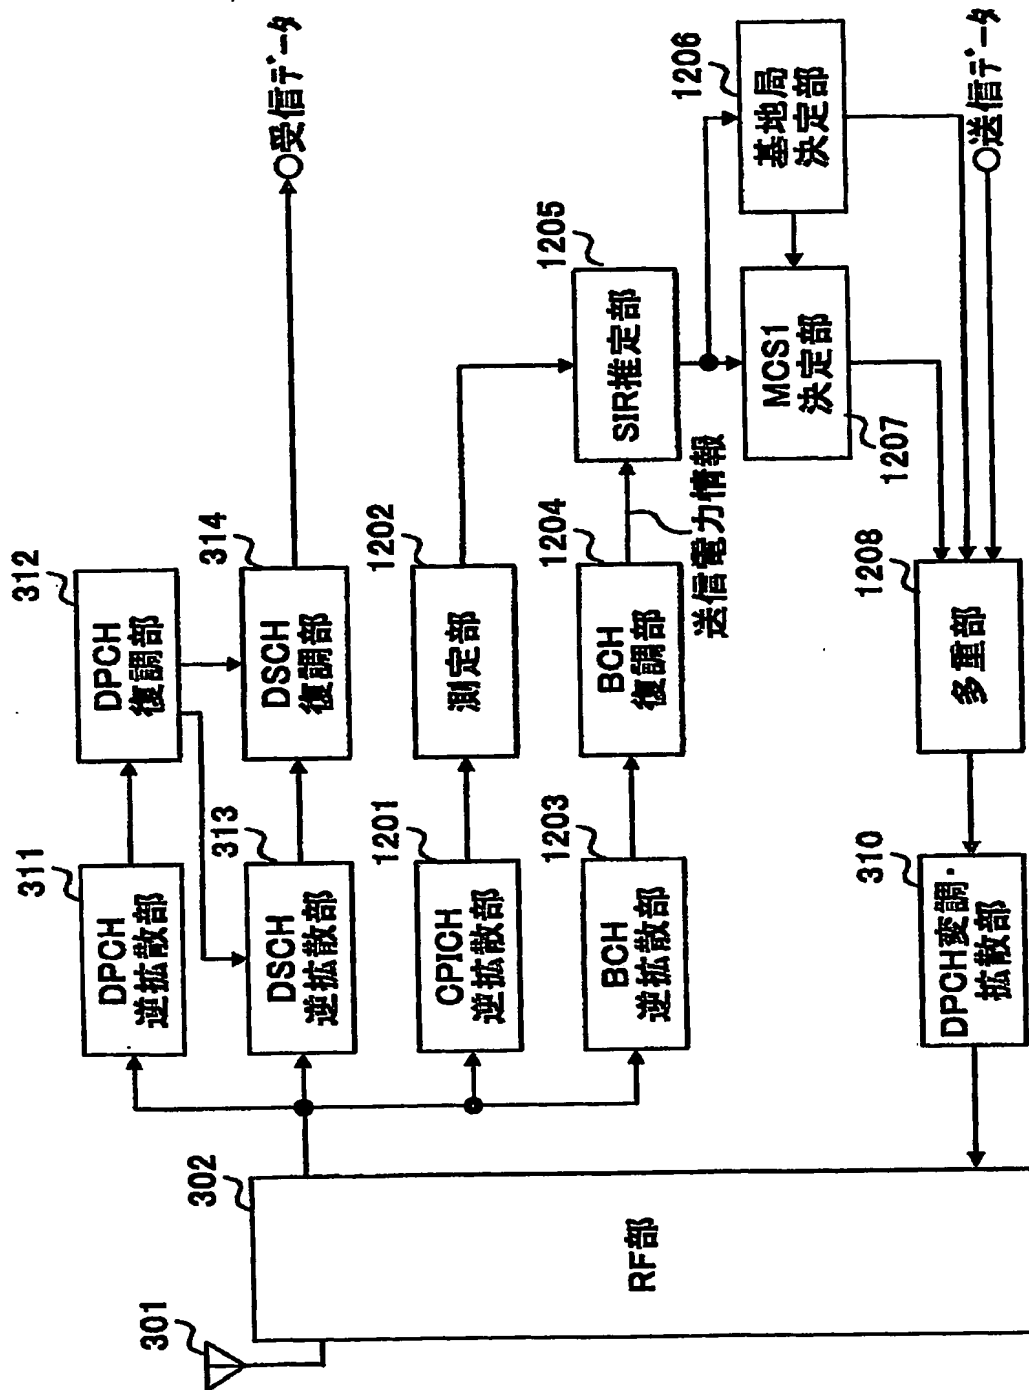 301
302
RF部
311
DPCH
逆拡散部
312
DPCH
復調部
313
DSCH
逆拡散部
314
DSCH
復調部
受信データ
1201
CPICH
逆拡散部
1202
測定部
1203
BCH
逆拡散部
1204
BCH
復調部
送信電力情報
1205
SIR推定部
1206
基地局
決定部
MCS1
決定部
1207
送信データ
1208
多重部
310
DPCH変調・
拡散部